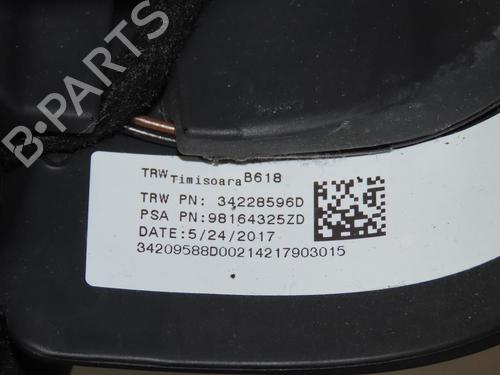 B-PARTS
TRW Timisoara B618
TRW PN: 34228596D
PSA PN:98164325ZD
DATE:5/24/2017
34209588D00214217903015